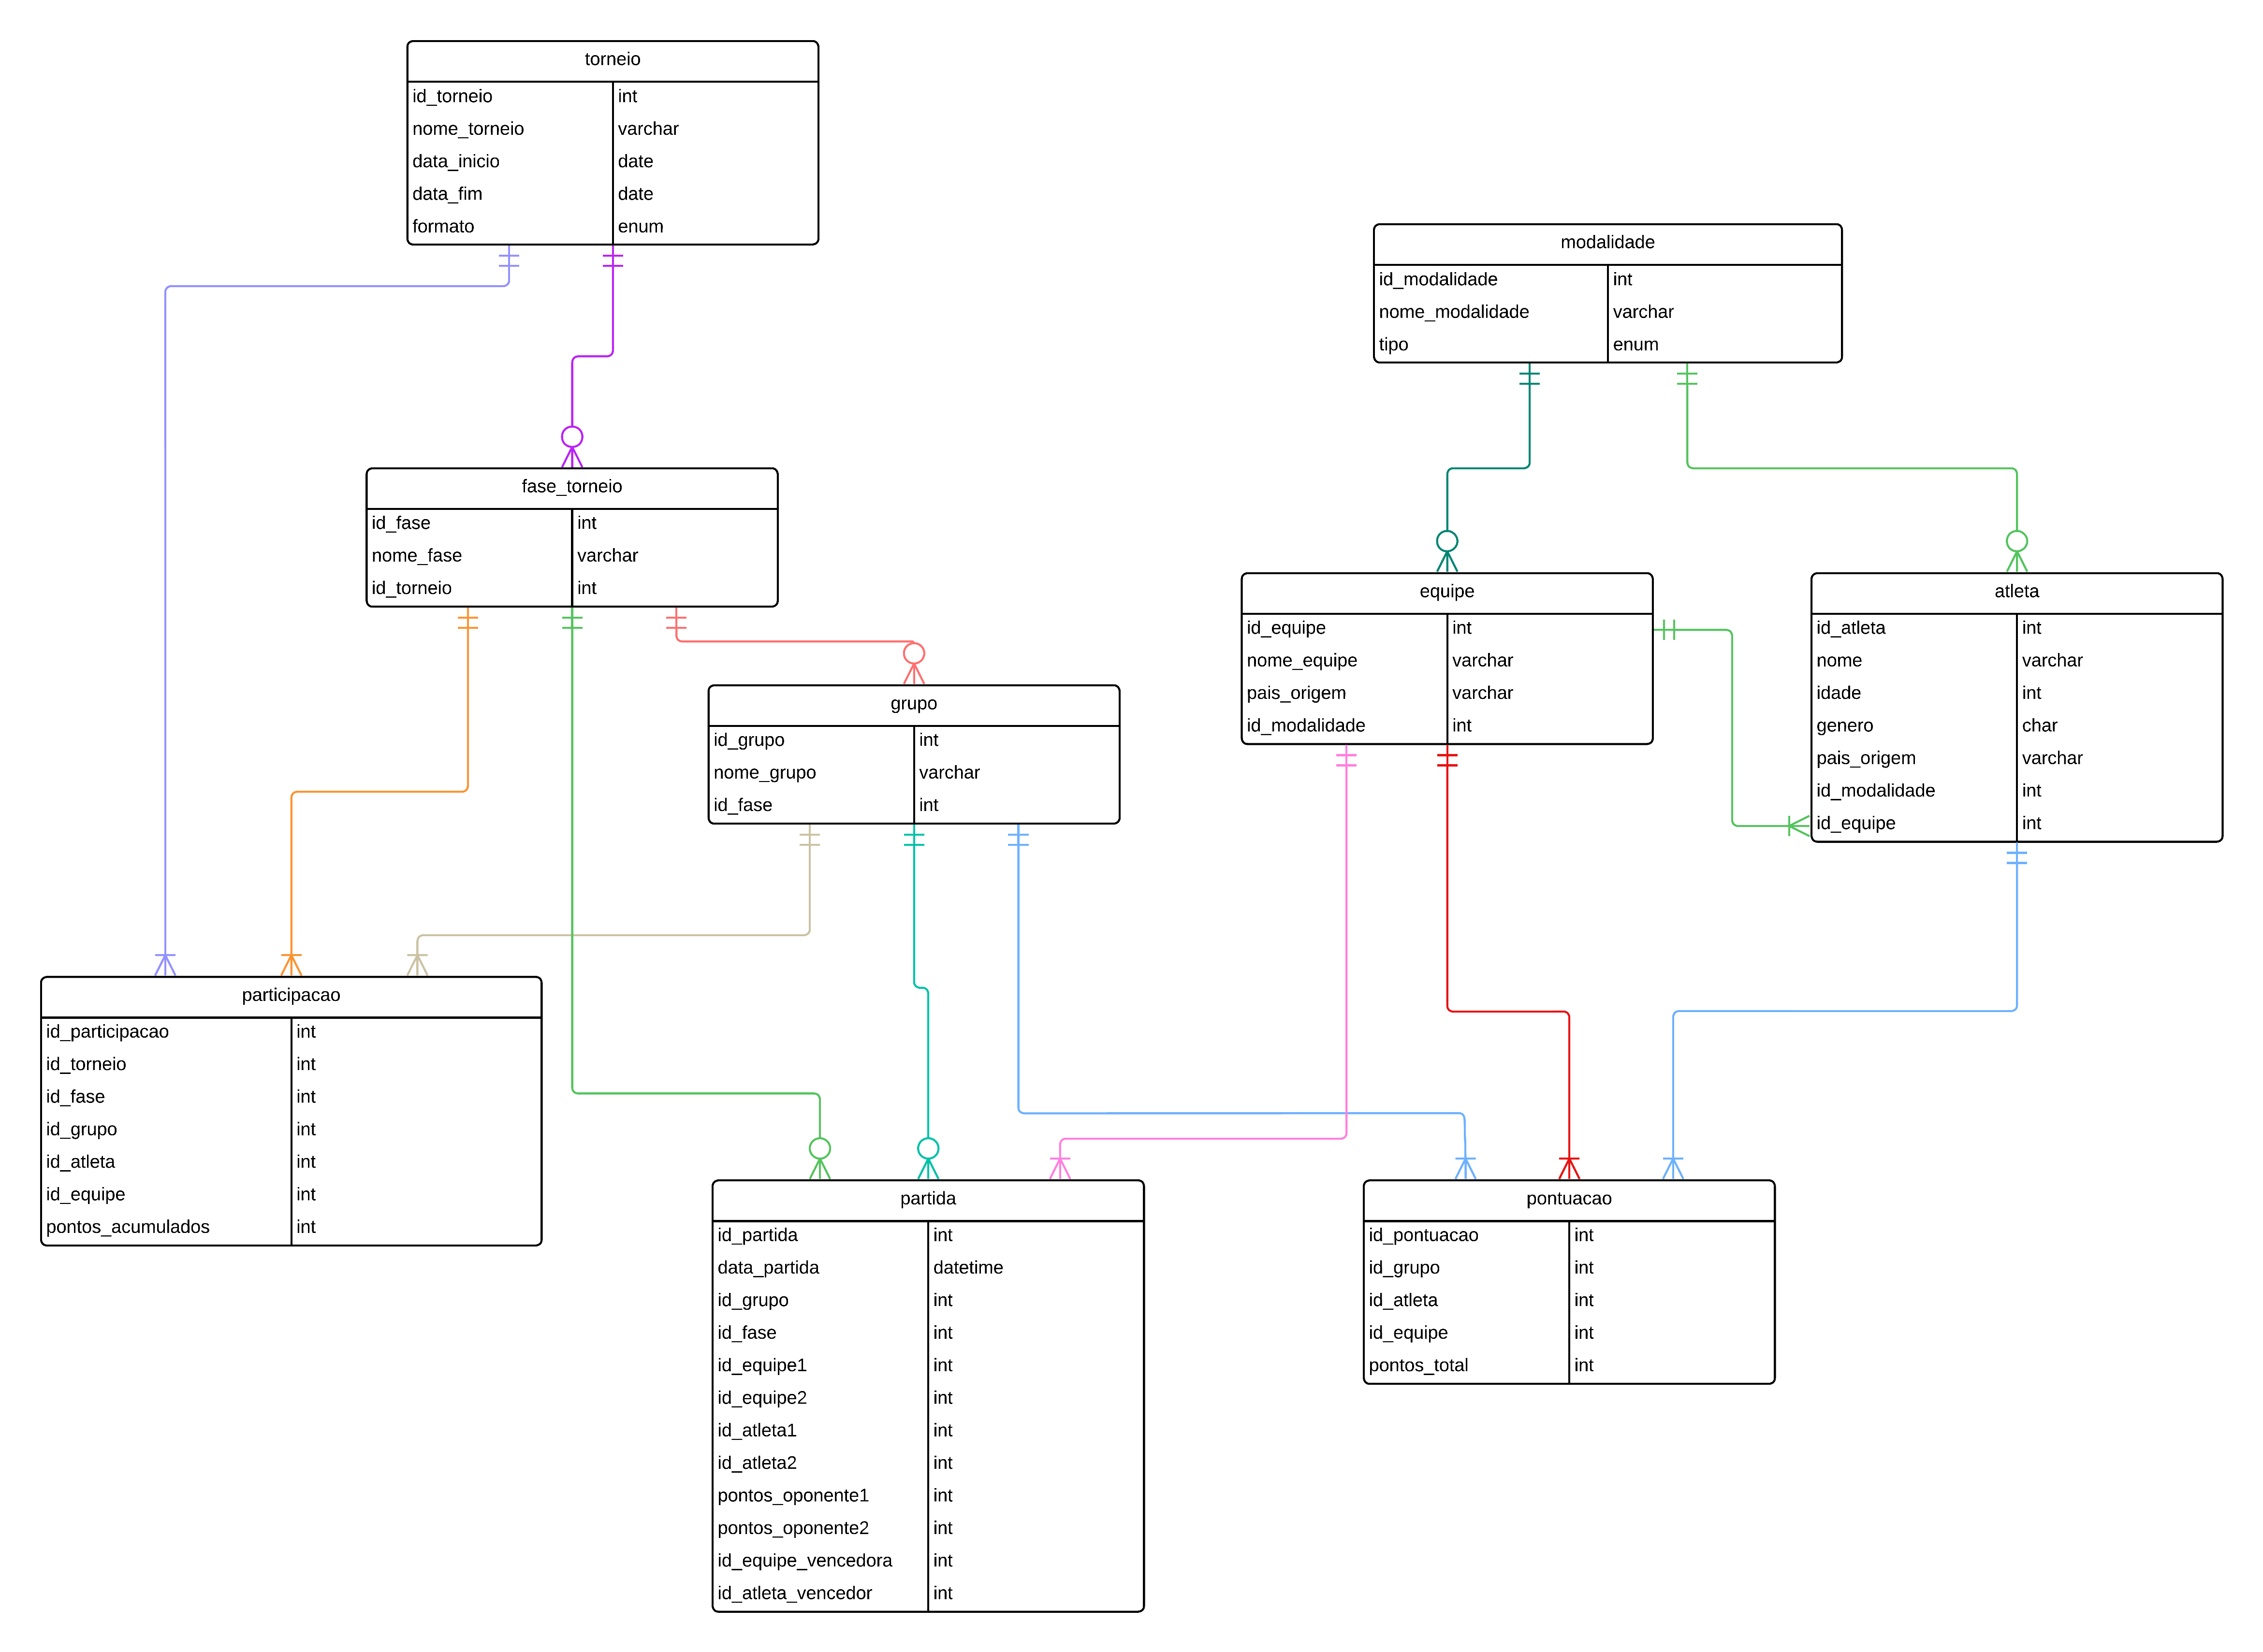 torneio
id_torneio int
nome_torneio varchar
data_inicio date
data_fim date
formato enum
modalidade
id_modalidade int
nome_modalidade varchar
tipo enum
fase_torneio
id_fase int
nome_fase varchar
id_torneio int
equipe
id_equipe int
nome_equipe varchar
pais_origem varchar
id_modalidade int
atleta
id_atleta int
nome varchar
idade int
genero char
pais_origem varchar
id_modalidade int
id_equipe int
grupo
id_grupo int
nome_grupo varchar
id_fase int
participacao
id_participacao int
id_torneio int
id_fase int
id_grupo int
id_atleta int
id_equipe int
pontos_acumulados int
partida
id_partida int
data_partida datetime
id_grupo int
id_fase int
id_equipe1 int
id_equipe2 int
id_atleta1 int
id_atleta2 int
pontos_oponente1 int
pontos_oponente2 int
id_equipe_vencedora int
id_atleta_vencedor int
pontuacao
id_pontuacao int
id_grupo int
id_atleta int
id_equipe int
pontos_total int